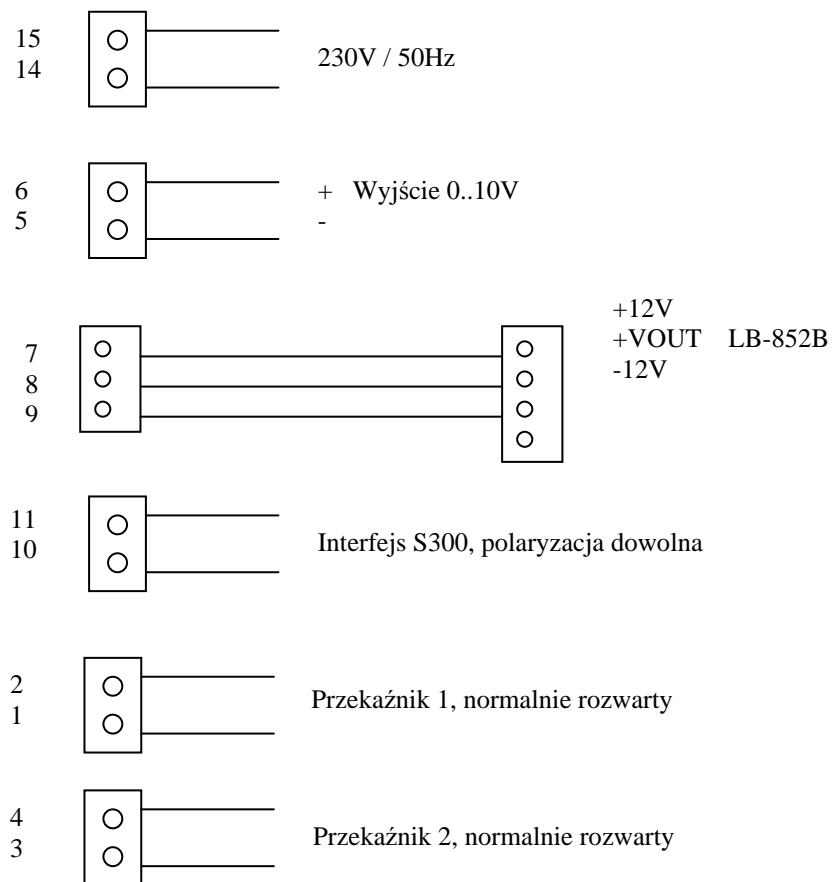 15
14
230V / 50Hz
6
5
+ Wyjście 0..10V
-
7
8
9
+12V
+VOUT LB-852B
-12V
11
10
Interfejs S300, polaryzacja dowolna
2
1
Przekaźnik 1, normalnie rozwarty
4
3
Przekaźnik 2, normalnie rozwarty